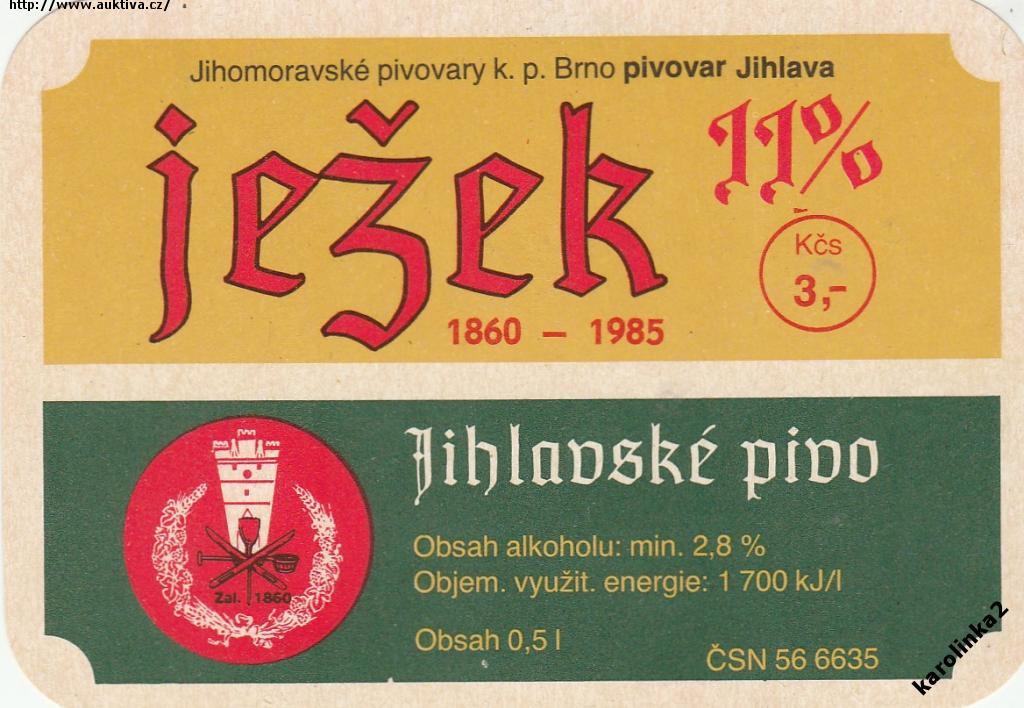 http://www.auktiva.cz/
Jihomoravské pivovary k. p. Brno pivovar Jihlava
ježek
11%
Kčs
3,-
1860 – 1985
Jihlavské pivo
Obsah alkoholu: min. 2,8 %
Objem. využit. energie: 1 700 kJ/l
Obsah 0,5 l
ČSN 56 6635
Zal. 1860
karolinka2